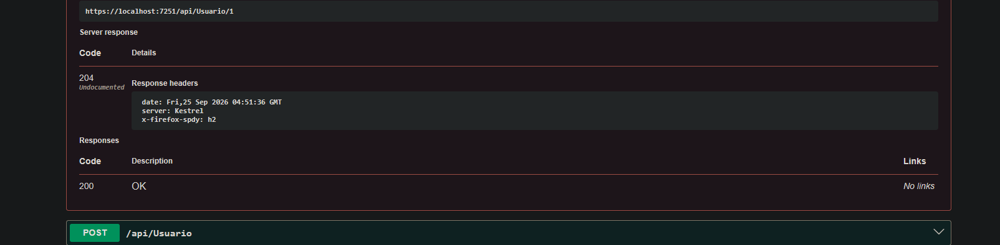 https://localhost:7251/api/Usuario/1
Server response
Code Details
204
Undocumented
Response headers
date: Fri,25 Sep 2026 04:51:36 GMT
server: Kestrel
x-firefox-spdy: h2
Responses
Code Description Links
200 OK No links
POST /api/Usuario